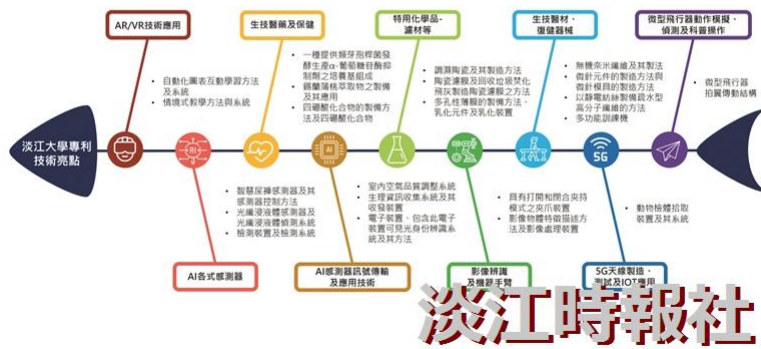 AR/VR技術應用
生技醫藥及保健
特用化學品-
濾材等
生技醫材、
復健器械
微型飛行器動作模擬、
偵測及科普操作
• 自動化圖表互動學習方法
及系統
• 情境式教學方法與系統
• 一種提供類芽孢桿菌發
酵生產α-葡萄糖苷酶抑
制劑之培養基組成
• 錫蘭蒲桃萃取物之製備
及其應用
• 四硼酸化合物的製備方
法及四硼酸化合物
• 調濕陶瓷及其製造方法
• 陶瓷濾膜及回收垃圾焚化
飛灰製造陶瓷濾膜之方法
• 多孔性薄膜的製備方法、
乳化元件及乳化裝置
• 無機奈米纖維及其製法
• 微針元件的製造方法與
微針模具的製造方法
• 以靜電紡絲製備疏水型
高分子纖維的方法
• 多功能訓練機
• 微型飛行器
拍翼傳動結構
淡江大學專利
技術亮點
AI
AI
5G
• 智慧尿褲感測器及其
感測器控制方法
• 光纖浸液體感測器及
光纖浸液體偵測系統
• 檢測裝置及檢測系統
• 室內空氣品質調整系統
• 生理資訊收集系統及其
收發裝置
• 電子裝置、包含此電子
裝置可見光身份辨識系
統及其方法
• 具有打開和閉合夾持
模式之夾爪裝置
• 影像物體特徵描述方
法及影像處理裝置
• 動物檢體拾取
裝置及其系統
AI各式感測器
AI感測器訊號傳輸
及應用技術
影像辨識
及機器手臂
5G天線製造、
測試及IOT應用
淡江時報社